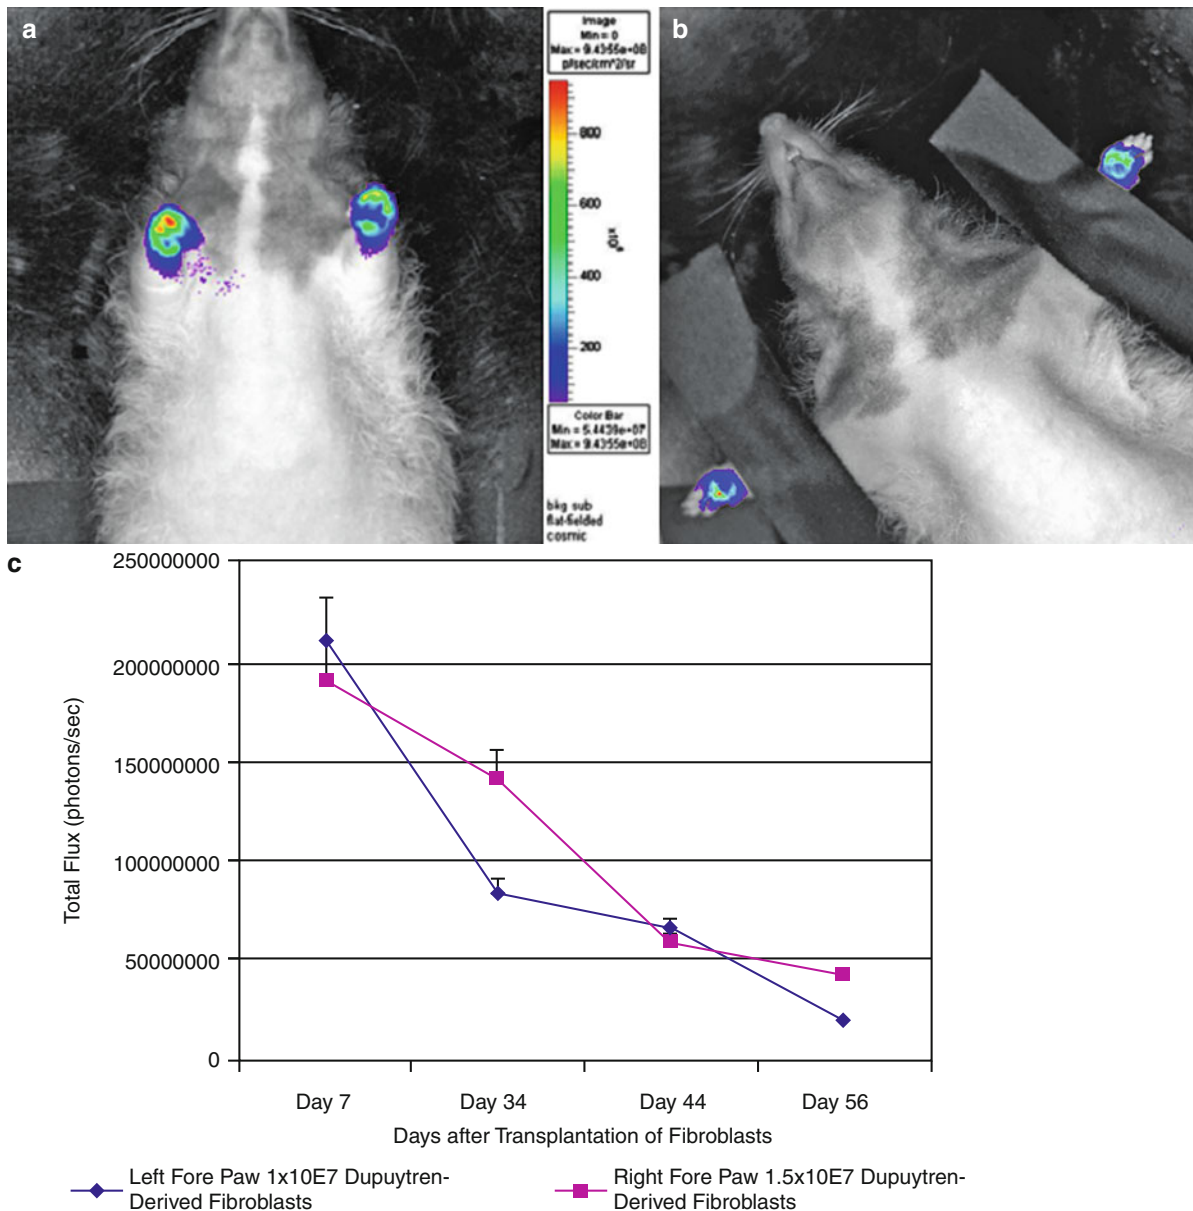 a
Image
Min = 0
Max = 9.4355e+08
p/sec/cm^2/sr
800
600
x10^6
400
200
Color Bar
Min = 5.4439e+07
Max = 9.4355e+08
bkg sub
flat-fielded
cosmic
b
c
250000000
200000000
150000000
100000000
50000000
0
Total Flux (photons/sec)
Day 7
Day 34
Day 44
Day 56
Days after Transplantation of Fibroblasts
Left Fore Paw 1x10E7 Dupuytren-
Derived Fibroblasts
Right Fore Paw 1.5x10E7 Dupuytren-
Derived Fibroblasts